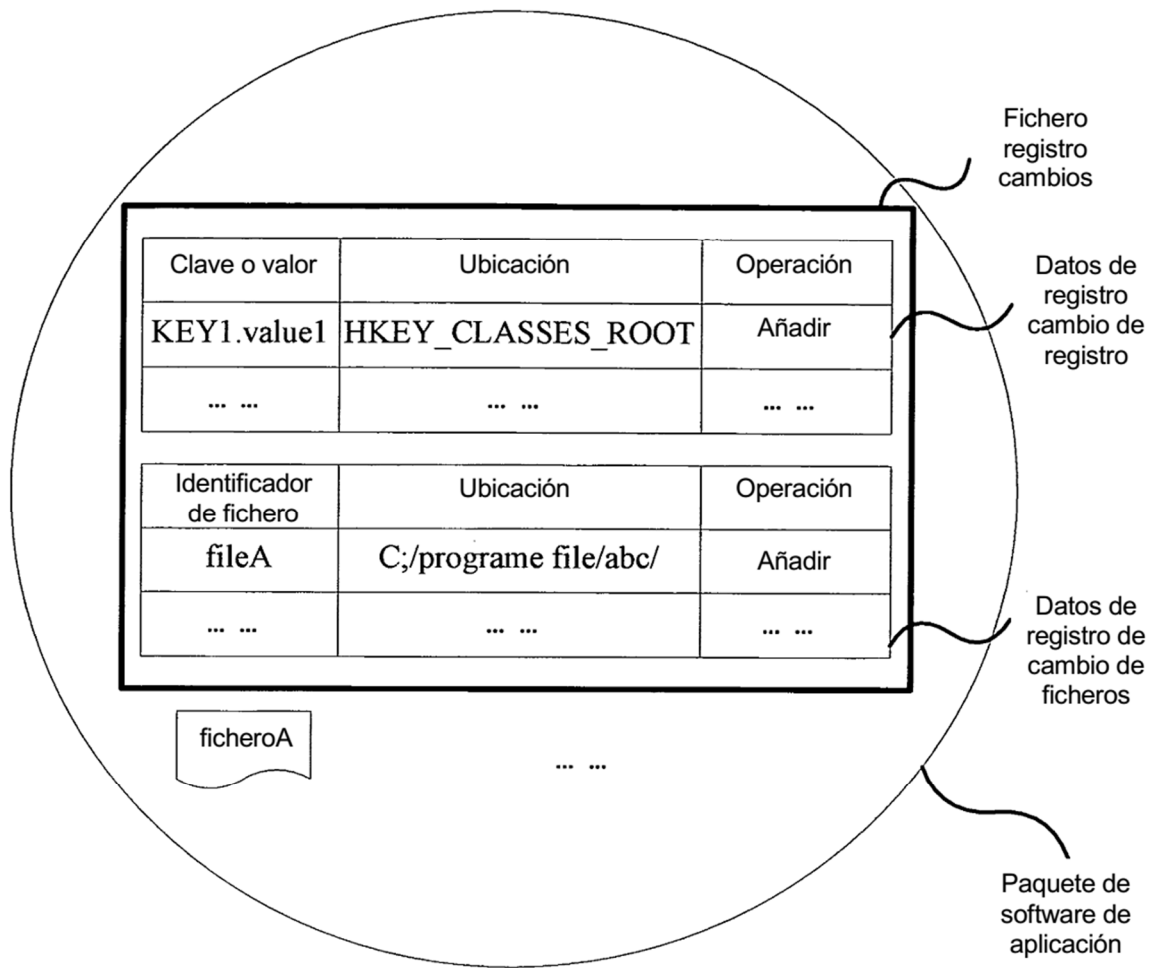 Fichero
registro
cambios
Clave o valor Ubicación Operación
KEY1.value1 HKEY_CLASSES_ROOT Añadir
... ... ... ... ... ...
Datos de
registro
cambio de
registro
Identificador
de fichero Ubicación Operación
fileA C;/programe file/abc/ Añadir
... ... ... ... ... ...
Datos de
registro de
cambio de
ficheros
ficheroA
... ...
Paquete de
software de
aplicación